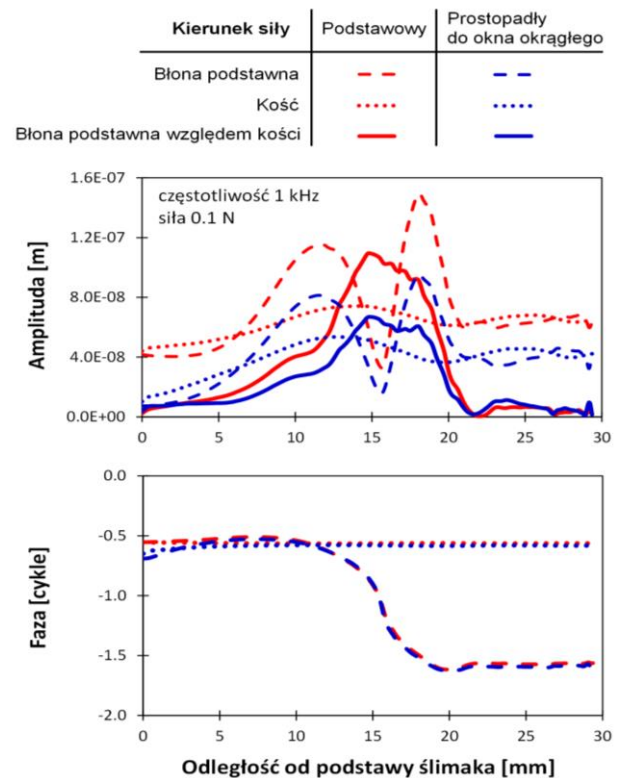 Kierunek siły Podstawowy Prostopadły
do okna okrągłego
Błona podstawna
Kość
Błona podstawna względem kości
1.6E-07
1.2E-07
8.0E-08
4.0E-08
0.0E+00
Amplituda [m]
częstotliwość 1 kHz
siła 0.1 N
0 5 10 15 20 25 30
0.0
-0.5
-1.0
-1.5
-2.0
Faza [cykle]
0 5 10 15 20 25 30
Odległość od podstawy ślimaka [mm]